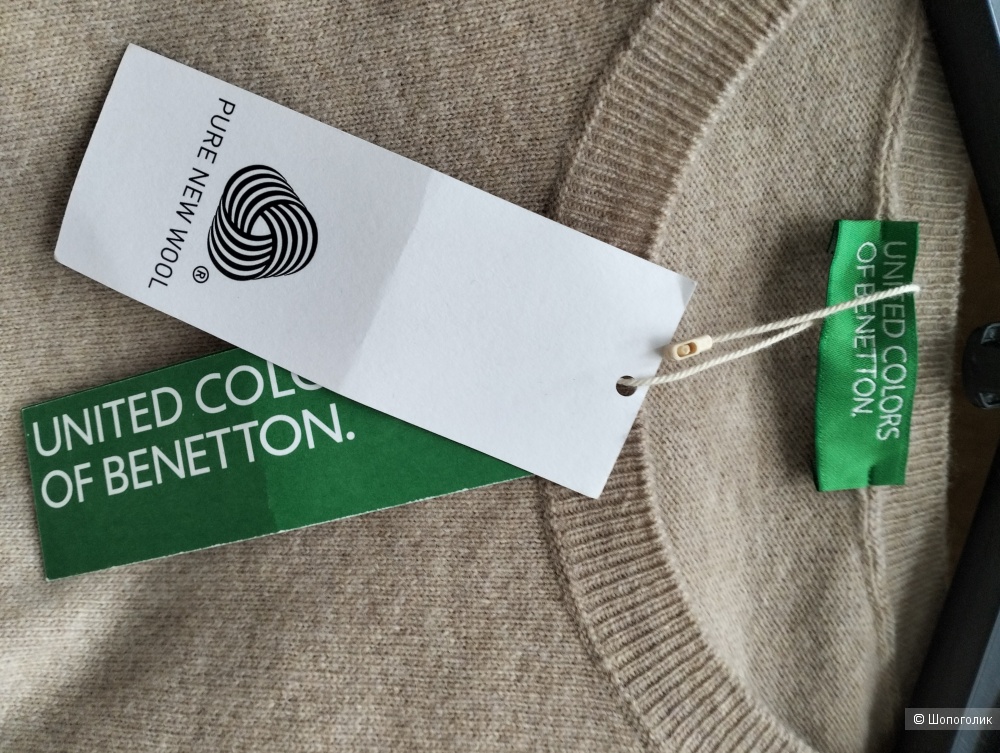 PURE NEW WOOL
®
UNITED COLO
OF BENETTON.
UNITED COLORS
OF BENETTON.
© Шопоголик